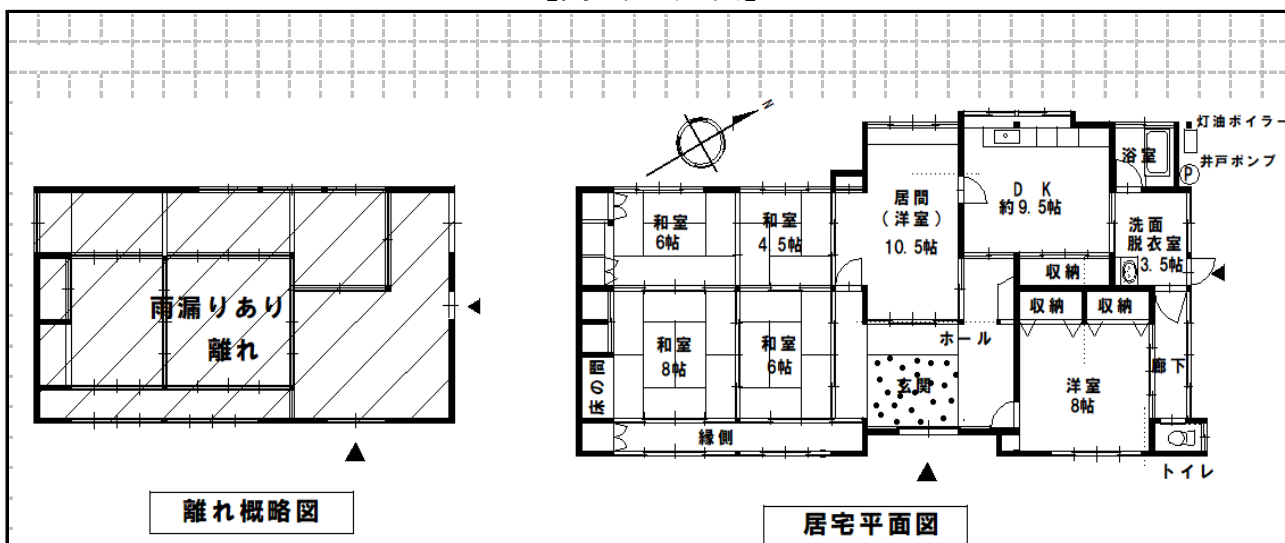 N
灯油ボイラー
浴室
井戸ポンプ
P
D K
約9.5帖
居間
(洋室)
10.5帖
和室
6帖
和室
4.5帖
洗面
脱衣室
3.5帖
収納
収納
収納
雨漏りあり
離れ
和室
8帖
和室
6帖
ホール
床の間
玄関
洋室
8帖
廊下
縁側
トイレ
離れ概略図
居宅平面図